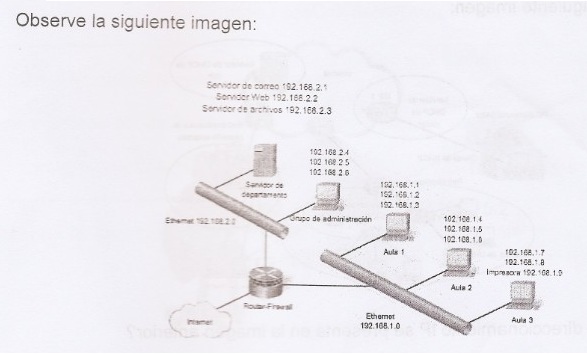 Observe la siguiente imagen:
Servidor de correo 192.168.2.1
Servidor Web 192.168.2.2
Servidor de archivos 192.168.2.3
192.168.2.4
192.168.2.5
192.168.2.6
Servidor de
departamento
Ethernet 192.168.2.0
Grupo de administración
192.168.1.1
192.168.1.2
192.168.1.3
Aula 1
192.168.1.4
192.168.1.5
192.168.1.6
Aula 2
192.168.1.7
192.168.1.8
Impresora 192.168.1.9
Aula 3
Router-Firewall
Internet
Ethernet
192.168.1.0